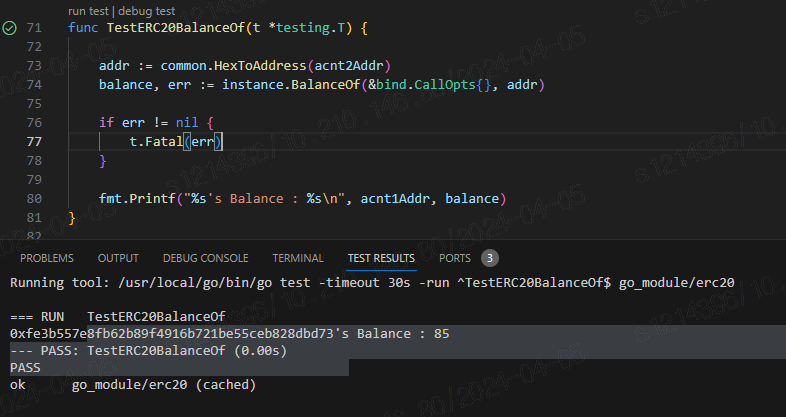 run test | debug test
71 func TestERC20BalanceOf(t *testing.T) {
72
73 addr := common.HexToAddress(acnt2Addr)
74 balance, err := instance.BalanceOf(&bind.CallOpts{}, addr)
75
76 if err != nil {
77 t.Fatal(err)
78 }
79
80 fmt.Printf("%s's Balance : %s\n", acnt1Addr, balance)
81 }
82
PROBLEMS OUTPUT DEBUG CONSOLE TERMINAL TEST RESULTS PORTS 3
Running tool: /usr/local/go/bin/go test -timeout 30s -run ^TestERC20BalanceOf$ go_module/erc20
=== RUN TestERC20BalanceOf
0xfe3b557e8fb62b89f4916b721be55ceb828dbd73's Balance : 85
--- PASS: TestERC20BalanceOf (0.00s)
PASS
ok go_module/erc20 (cached)